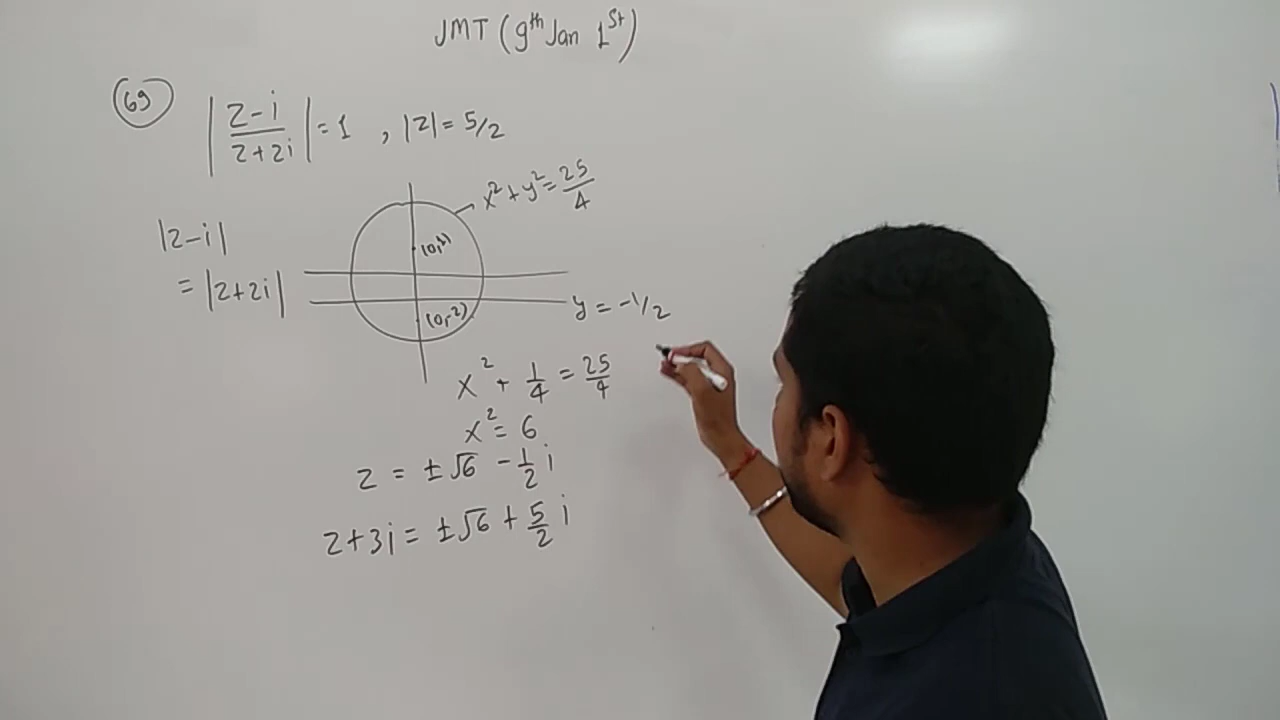 JMT (9th Jan 1st)
69
|z-i / z+2i| = 1 , |z| = 5/2
x² + y² = 25/4
|z-i|
= |z+2i|
(0,1)
(0,-2)
y = -1/2
x² + 1/4 = 25/4
x² = 6
z = ±√6 - 1/2 i
z+3i = ±√6 + 5/2 i